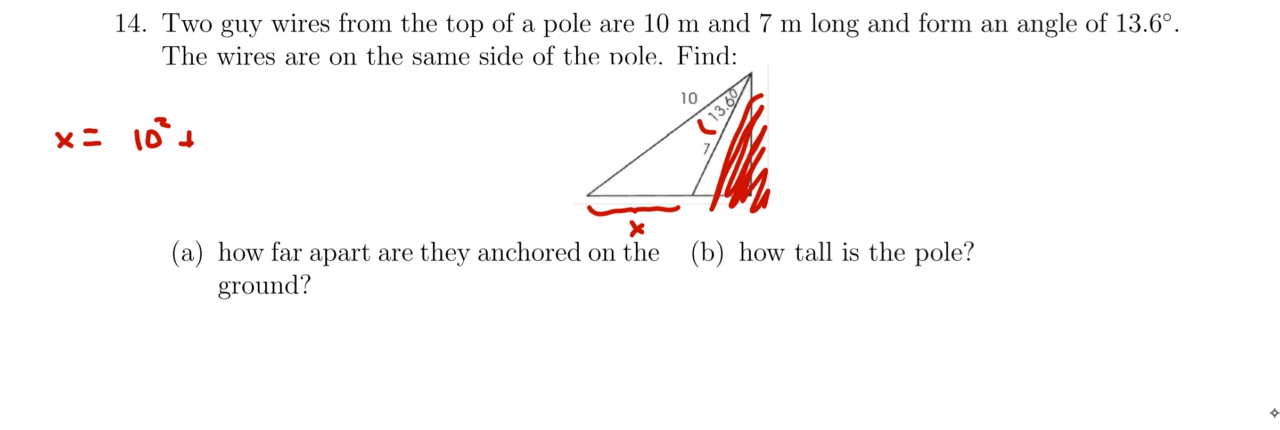 14. Two guy wires from the top of a pole are 10 m and 7 m long and form an angle of 13.6°.
The wires are on the same side of the pole. Find:
10
13.6°
7
x = 10² +
x
(a) how far apart are they anchored on the ground?
(b) how tall is the pole?